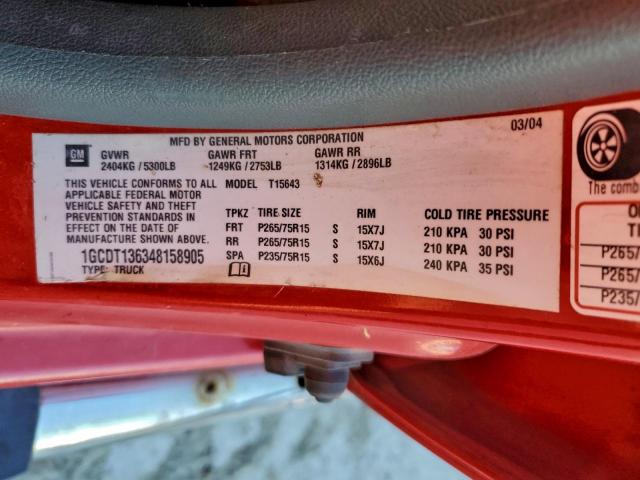 MFD BY GENERAL MOTORS CORPORATION
03/04
GM
GVWR GAWR FRT GAWR RR
2404KG / 5300LB 1249KG / 2753LB 1314KG / 2896LB
THIS VEHICLE CONFORMS TO ALL MODEL T15643
APPLICABLE FEDERAL MOTOR
VEHICLE SAFETY AND THEFT
PREVENTION STANDARDS IN
EFFECT ON THE DATE OF
MANUFACTURE SHOWN ABOVE.
1GCDT136348158905
TYPE: TRUCK
TPKZ TIRE SIZE RIM COLD TIRE PRESSURE
FRT P265/75R15 S 15X7J 210 KPA 30 PSI
RR P265/75R15 S 15X7J 210 KPA 30 PSI
SPA P235/75R15 S 15X6J 240 KPA 35 PSI
The comb
P265/
P265/
P235/